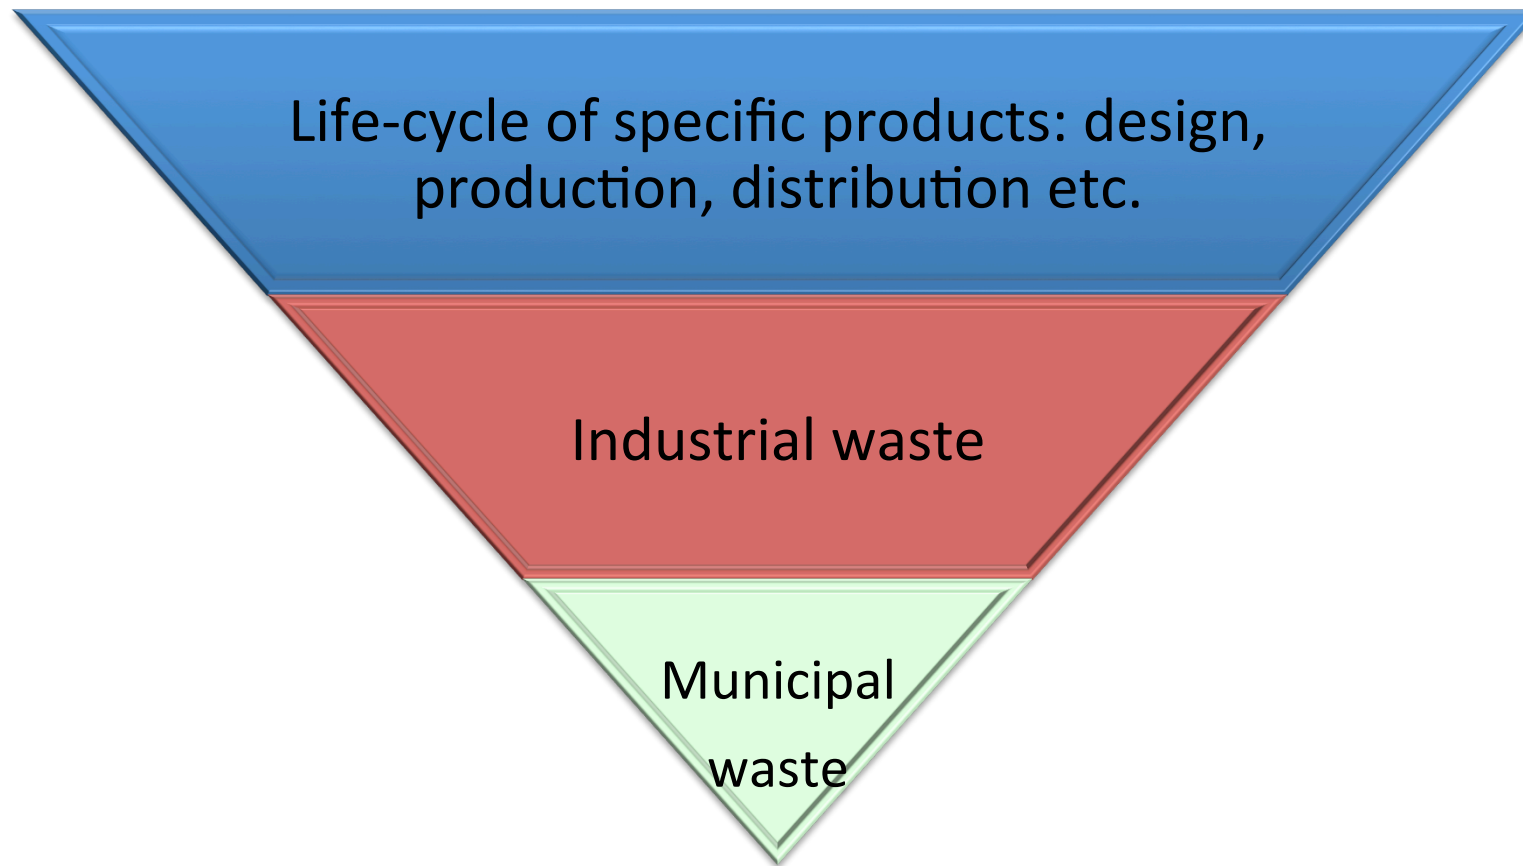 Life-cycle of specific products: design,
production, distribution etc.
Industrial waste
Municipal
waste